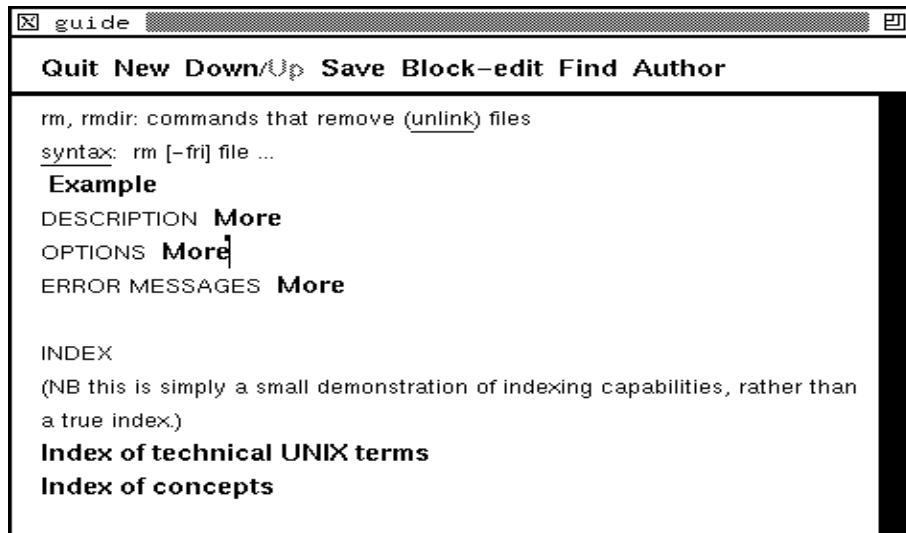 guide
Quit New Down/Up Save Block-edit Find Author
rm, rmdir: commands that remove (unlink) files
syntax: rm [-fri] file ...
Example
DESCRIPTION More
OPTIONS More
ERROR MESSAGES More
INDEX
(NB this is simply a small demonstration of indexing capabilities, rather than
a true index.)
Index of technical UNIX terms
Index of concepts